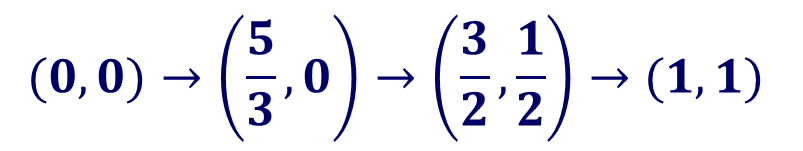 (0, 0) → (5/3, 0) → (3/2, 1/2) → (1, 1)